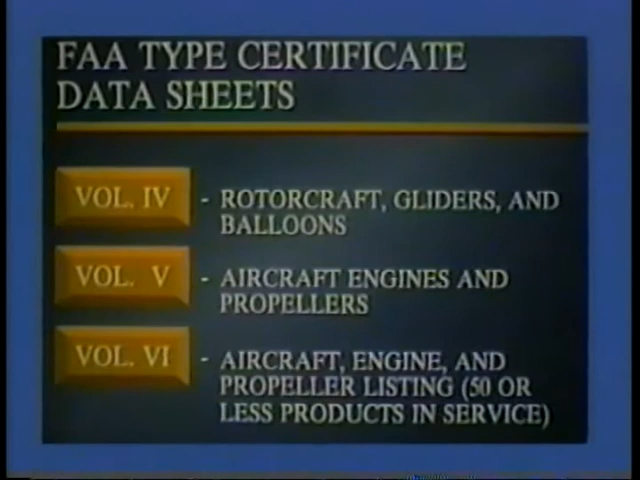 FAA TYPE CERTIFICATE
DATA SHEETS
VOL. IV - ROTORCRAFT, GLIDERS, AND
BALLOONS
VOL. V - AIRCRAFT ENGINES AND
PROPELLERS
VOL. VI - AIRCRAFT, ENGINE, AND
PROPELLER LISTING (50 OR
LESS PRODUCTS IN SERVICE)